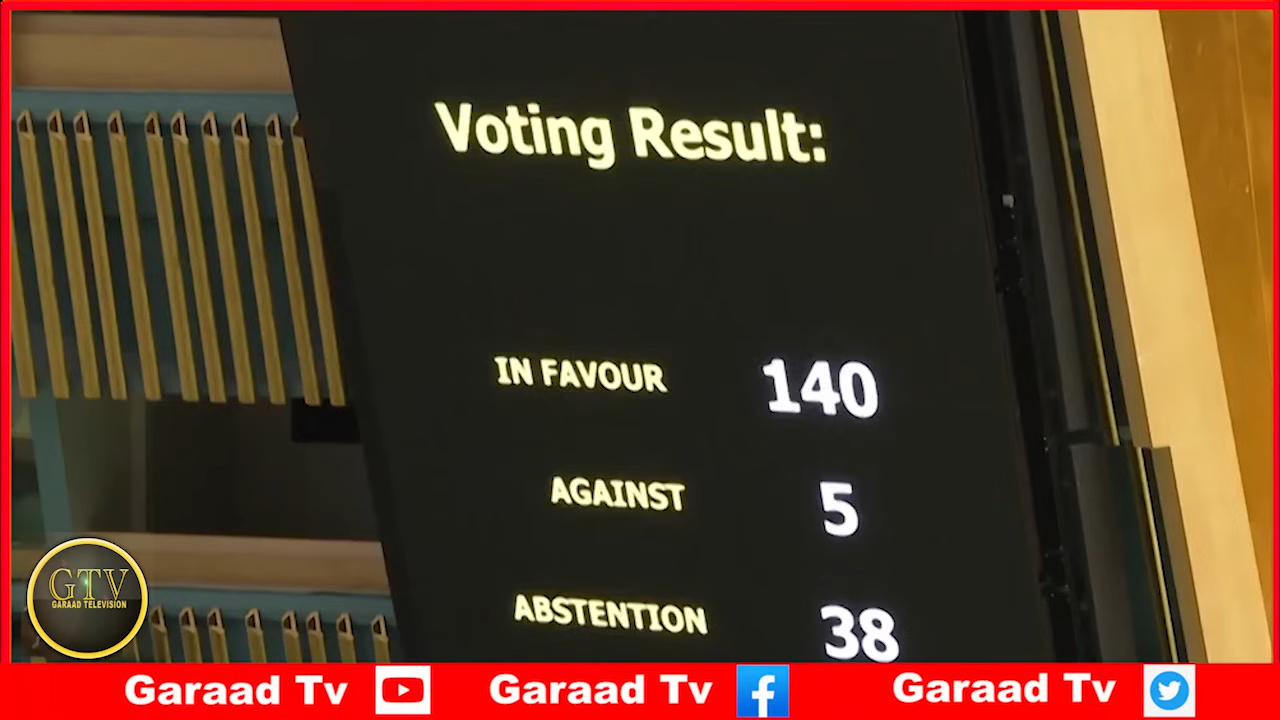 Voting Result:
IN FAVOUR 140
AGAINST 5
ABSTENTION 38
GTV
GARAAD TELEVISION
Garaad Tv Garaad Tv Garaad Tv